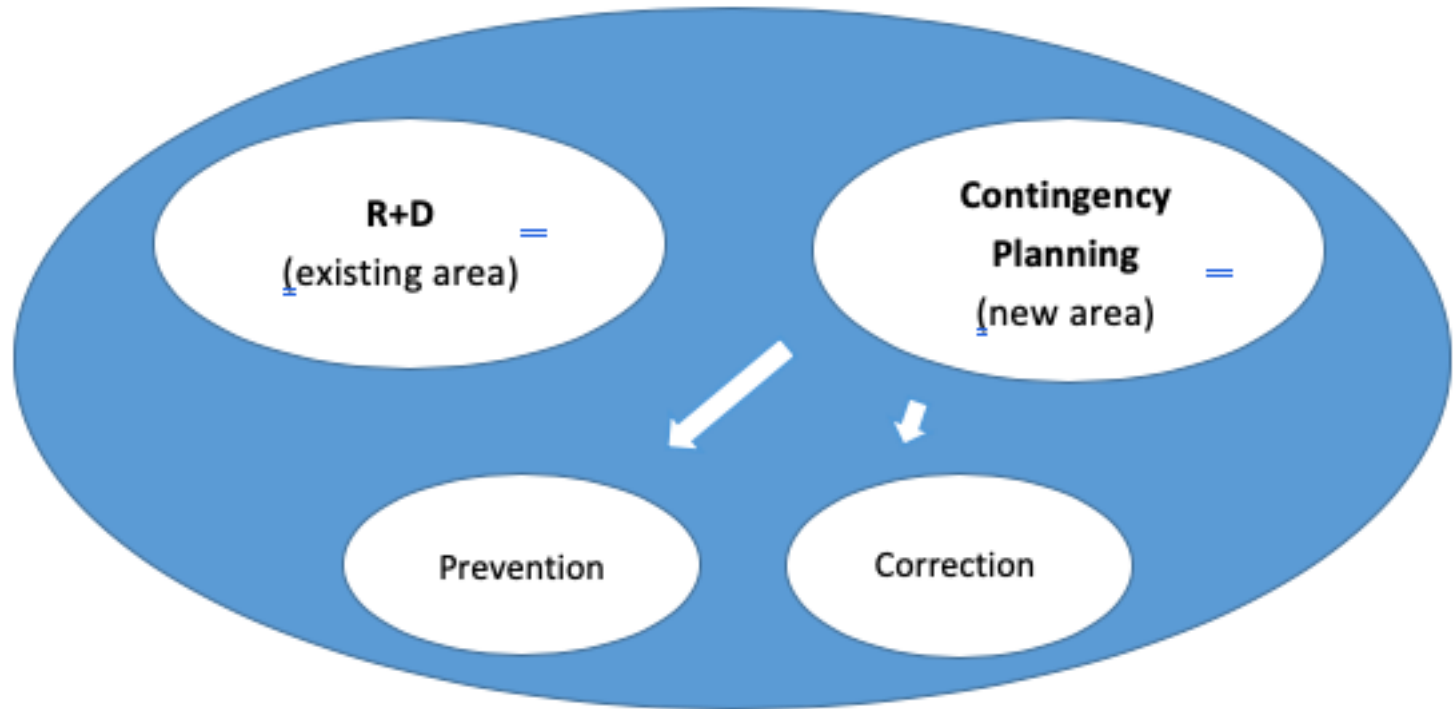 R+D
(existing area)
Contingency
Planning
(new area)
Prevention
Correction